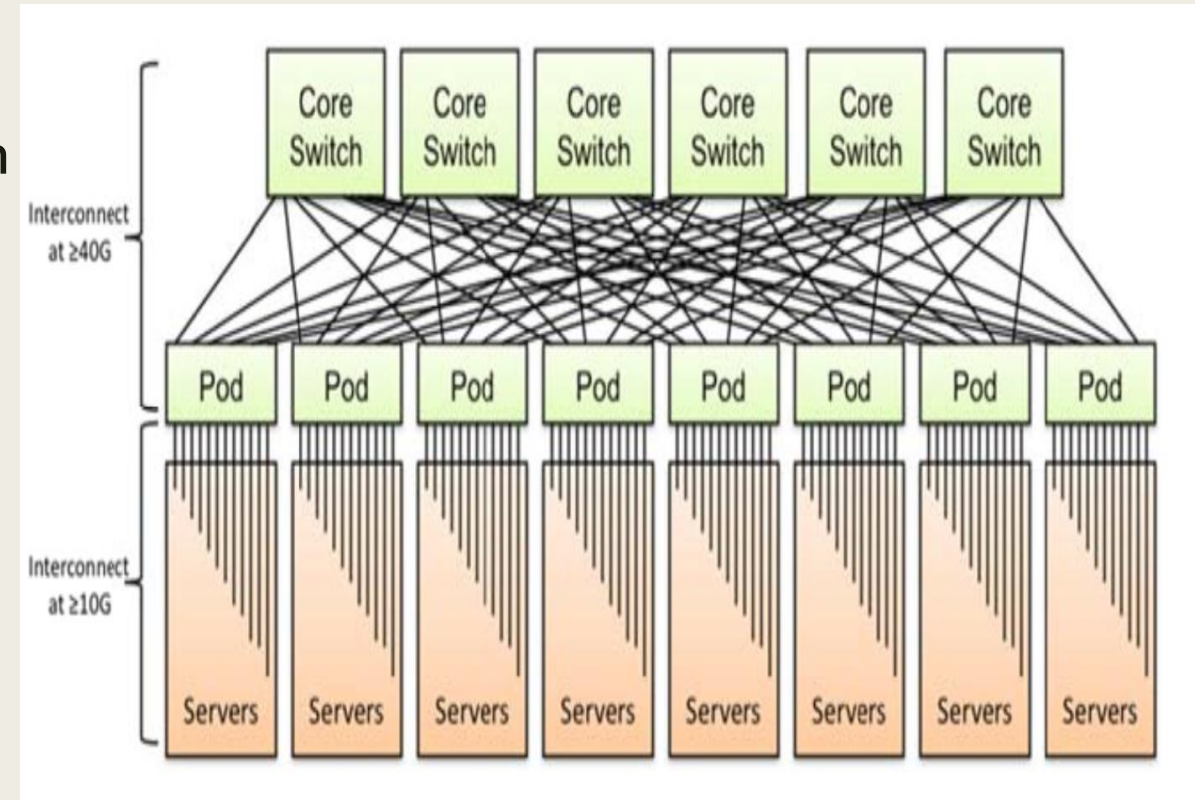 Core
Switch
Core
Switch
Core
Switch
Core
Switch
Core
Switch
Core
Switch
n
Interconnect
at ≥40G
Pod
Pod
Pod
Pod
Pod
Pod
Pod
Pod
Interconnect
at ≥10G
Servers
Servers
Servers
Servers
Servers
Servers
Servers
Servers